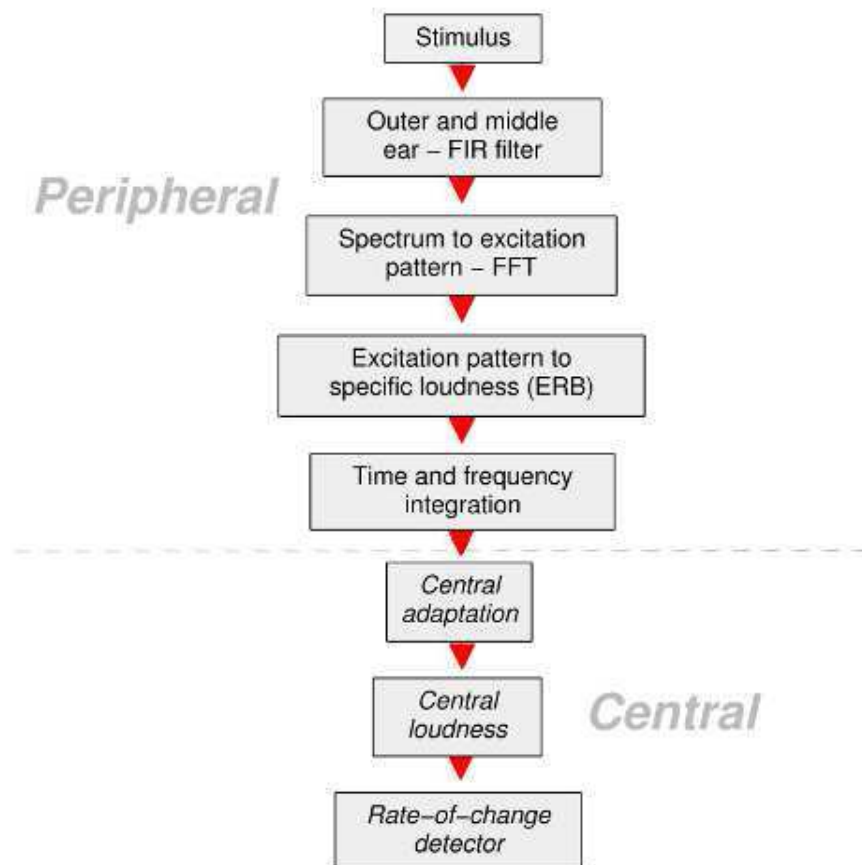 Stimulus
Outer and middle
ear – FIR filter
Peripheral
Spectrum to excitation
pattern – FFT
Excitation pattern to
specific loudness (ERB)
Time and frequency
integration
Central
adaptation
Central
loudness
Central
Rate–of–change
detector